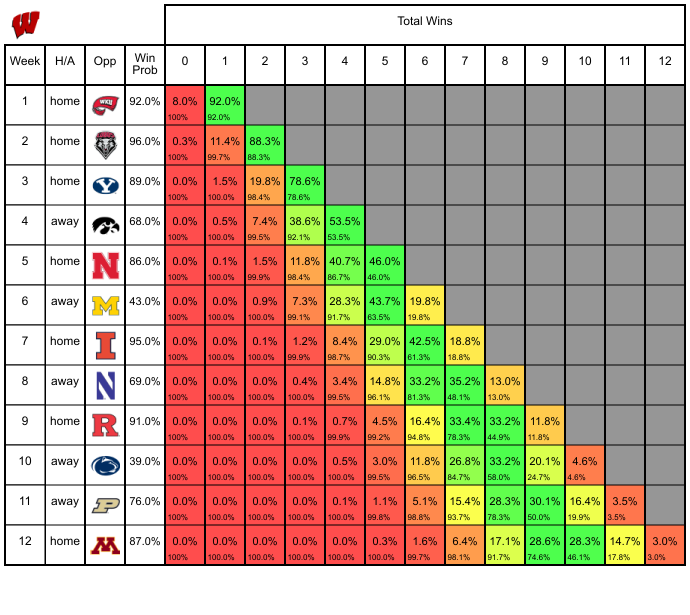 W
Total Wins
Week H/A Opp Win Prob 0 1 2 3 4 5 6 7 8 9 10 11 12
1 home WKU 92.0% 8.0% 92.0%
100% 92.0%
2 home 96.0% 0.3% 11.4% 88.3%
100% 99.7% 88.3%
3 home Y 89.0% 0.0% 1.5% 19.8% 78.6%
100% 100.0% 98.4% 78.6%
4 away 68.0% 0.0% 0.5% 7.4% 38.6% 53.5%
100% 100.0% 99.5% 92.1% 53.5%
5 home N 86.0% 0.0% 0.1% 1.5% 11.8% 40.7% 46.0%
100% 100.0% 99.9% 98.4% 86.7% 46.0%
6 away M 43.0% 0.0% 0.0% 0.9% 7.3% 28.3% 43.7% 19.8%
100% 100.0% 100.0% 99.1% 91.7% 63.5% 19.8%
7 home I 95.0% 0.0% 0.0% 0.1% 1.2% 8.4% 29.0% 42.5% 18.8%
100% 100.0% 100.0% 99.9% 98.7% 90.3% 61.3% 18.8%
8 away N 69.0% 0.0% 0.0% 0.0% 0.4% 3.4% 14.8% 33.2% 35.2% 13.0%
100% 100.0% 100.0% 100.0% 99.5% 96.1% 81.3% 48.1% 13.0%
9 home R 91.0% 0.0% 0.0% 0.0% 0.1% 0.7% 4.5% 16.4% 33.4% 33.2% 11.8%
100% 100.0% 100.0% 100.0% 99.9% 99.2% 94.8% 78.3% 44.9% 11.8%
10 away 39.0% 0.0% 0.0% 0.0% 0.0% 0.5% 3.0% 11.8% 26.8% 33.2% 20.1% 4.6%
100% 100.0% 100.0% 100.0% 100.0% 99.5% 96.5% 84.7% 58.0% 24.7% 4.6%
11 away P 76.0% 0.0% 0.0% 0.0% 0.0% 0.1% 1.1% 5.1% 15.4% 28.3% 30.1% 16.4% 3.5%
100% 100.0% 100.0% 100.0% 100.0% 99.8% 98.8% 93.7% 78.3% 50.0% 19.9% 3.5%
12 home M 87.0% 0.0% 0.0% 0.0% 0.0% 0.0% 0.3% 1.6% 6.4% 17.1% 28.6% 28.3% 14.7% 3.0%
100% 100.0% 100.0% 100.0% 100.0% 100.0% 99.7% 98.1% 91.7% 74.6% 46.1% 17.8% 3.0%